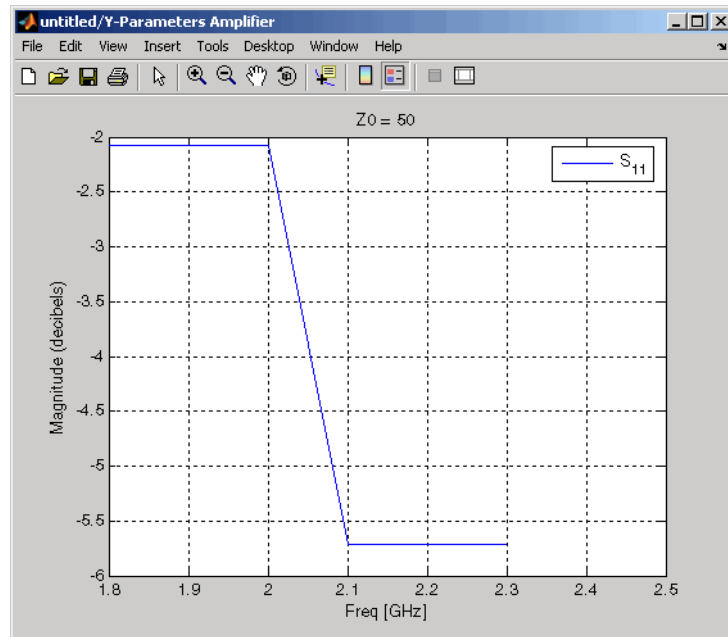 untitled/Y-Parameters Amplifier
File Edit View Insert Tools Desktop Window Help
Z0 = 50
S11
-2
-2.5
-3
-3.5
-4
-4.5
-5
-5.5
-6
Magnitude (decibels)
1.8 1.9 2 2.1 2.2 2.3 2.4 2.5
Freq [GHz]